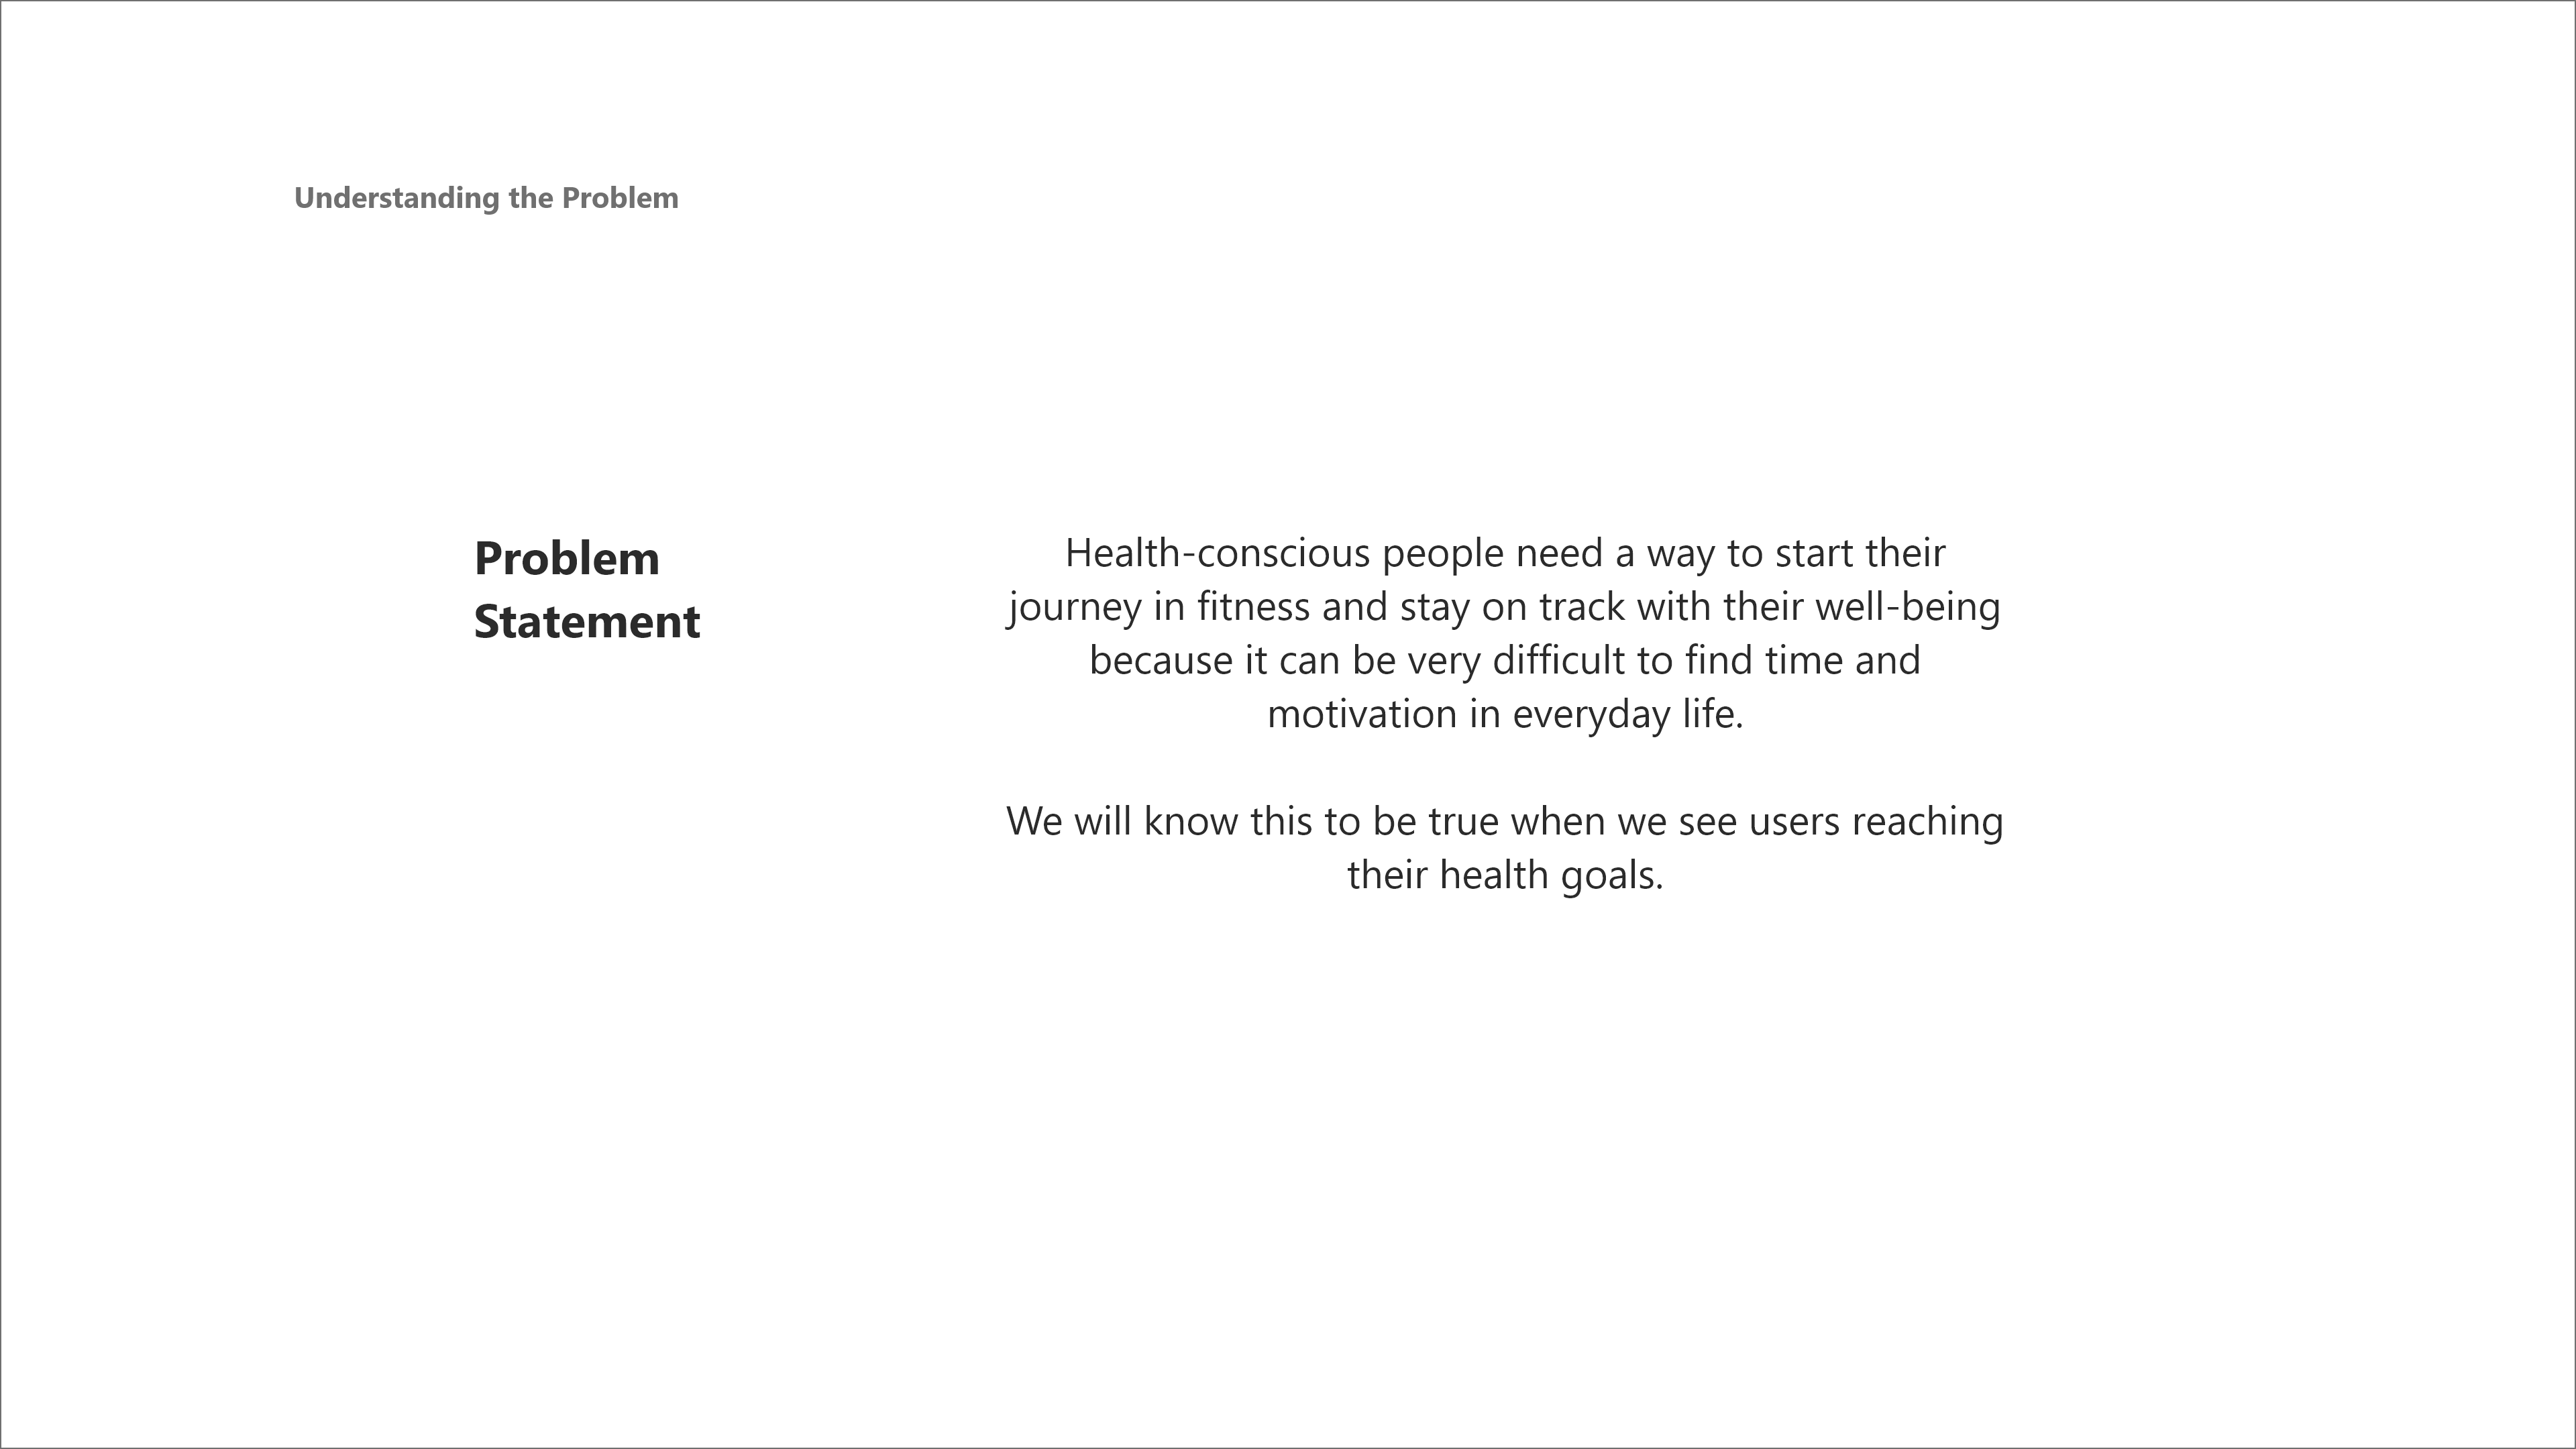 Understanding the Problem
Problem
Statement
Health-conscious people need a way to start their
journey in fitness and stay on track with their well-being
because it can be very difficult to find time and
motivation in everyday life.
We will know this to be true when we see users reaching
their health goals.